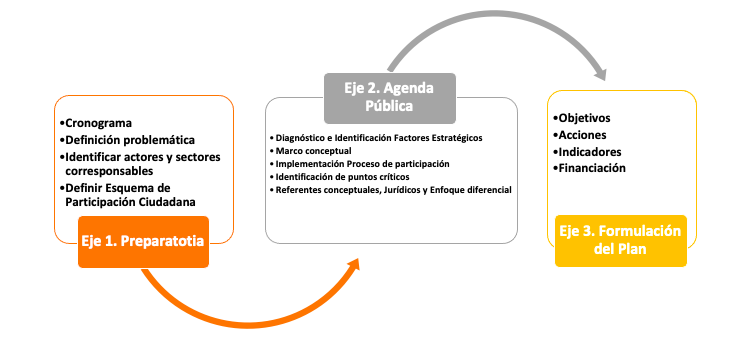 •Cronograma
•Definición problemática
•Identificar actores y sectores
corresponsables
•Definir Esquema de
Participación Ciudadana
Eje 1. Preparatotia
Eje 2. Agenda
Pública
• Diagnóstico e Identificación Factores Estratégicos
• Marco conceptual
• Implementación Proceso de participación
• Identificación de puntos críticos
• Referentes conceptuales, Jurídicos y Enfoque diferencial
•Objetivos
•Acciones
•Indicadores
•Financiación
Eje 3. Formulación
del Plan